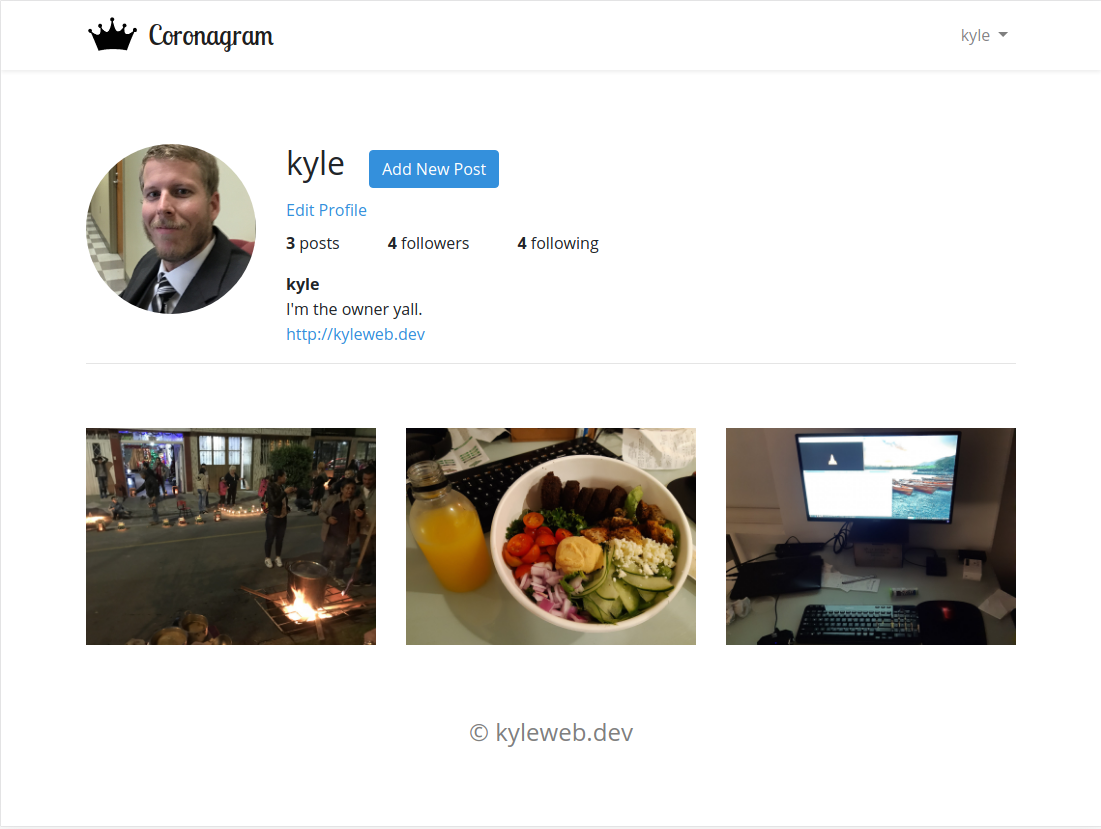 Coronagram
kyle
kyle Add New Post
Edit Profile
3 posts 4 followers 4 following
kyle
I'm the owner yall.
http://kyleweb.dev
© kyleweb.dev